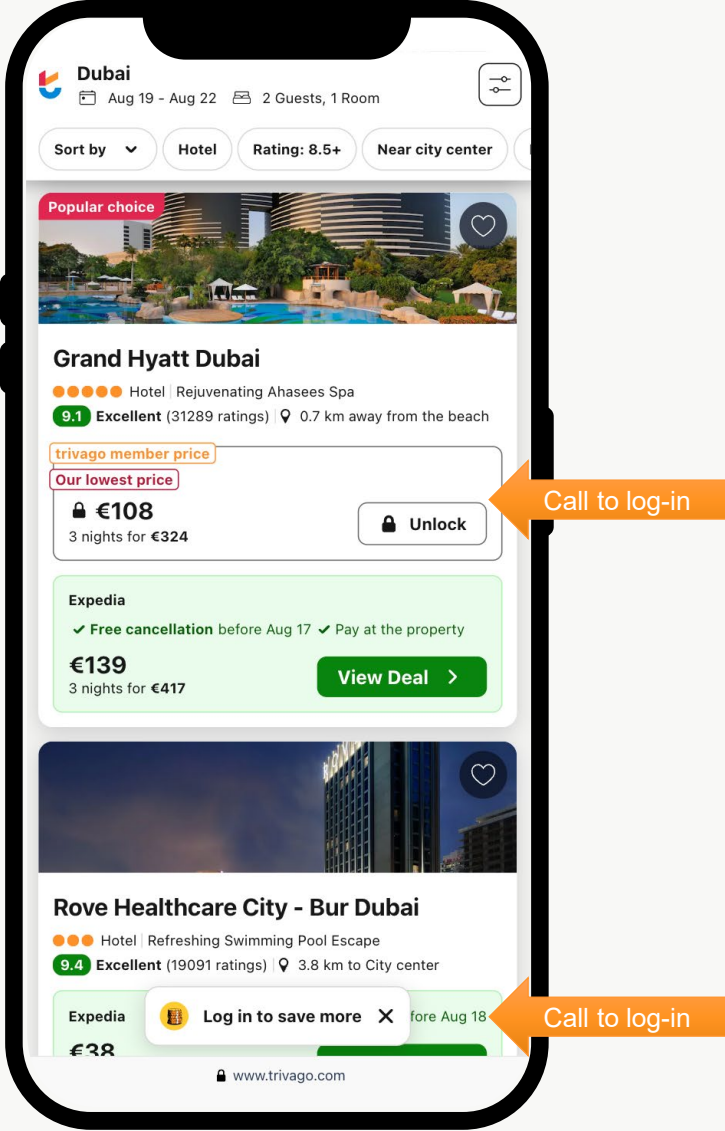 Dubai
Aug 19 - Aug 22 2 Guests, 1 Room
Sort by Hotel Rating: 8.5+ Near city center
Popular choice
Grand Hyatt Dubai
Hotel Rejuvenating Ahasees Spa
9.1 Excellent (31289 ratings) 0.7 km away from the beach
trivago member price
Our lowest price
€108
3 nights for €324
Unlock
Call to log-in
Expedia
Free cancellation before Aug 17 Pay at the property
€139
3 nights for €417
View Deal
Rove Healthcare City - Bur Dubai
Hotel Refreshing Swimming Pool Escape
9.4 Excellent (19091 ratings) 3.8 km to City center
Expedia
Log in to save more
fore Aug 18
Call to log-in
€38
www.trivago.com